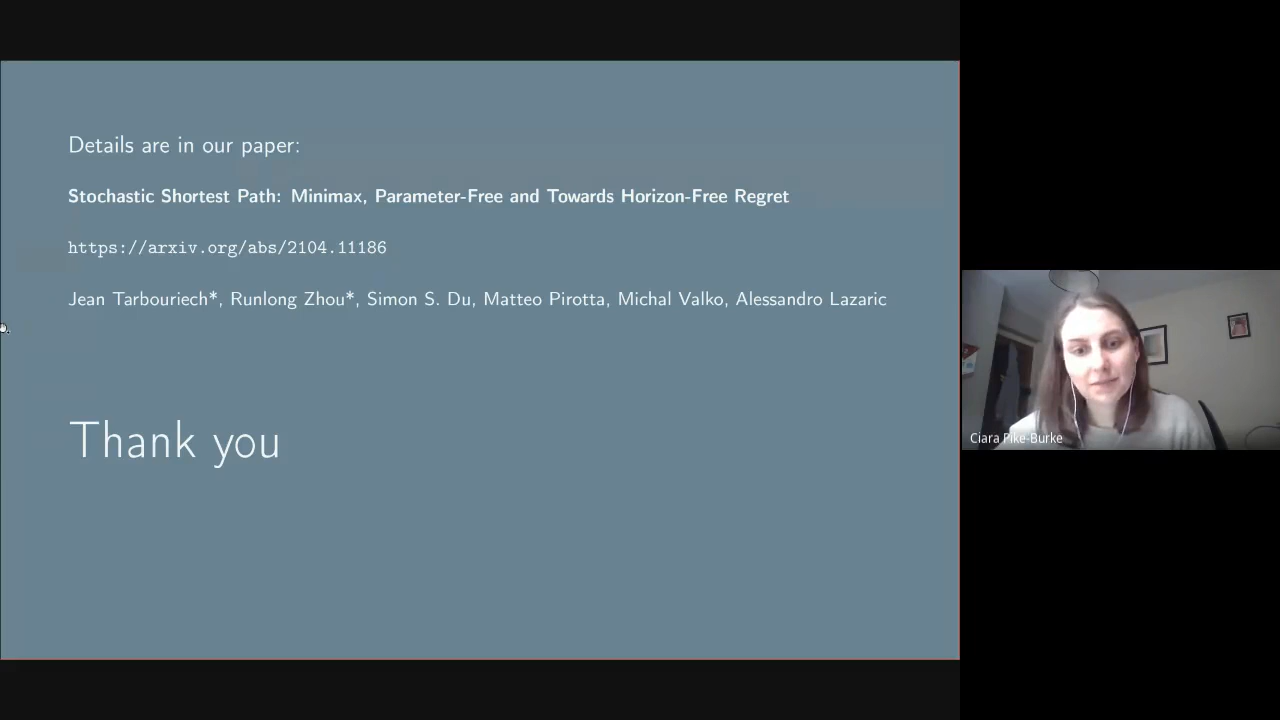 Details are in our paper:
Stochastic Shortest Path: Minimax, Parameter-Free and Towards Horizon-Free Regret
https://arxiv.org/abs/2104.11186
Jean Tarbouriech*, Runlong Zhou*, Simon S. Du, Matteo Pirotta, Michal Valko, Alessandro Lazaric
Thank you
Ciara Pike-Burke